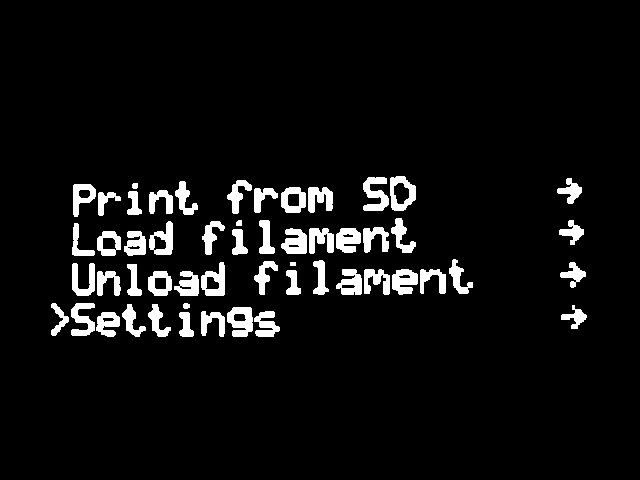 Print from SD →
Load filament →
Unload filament →
>Settings →